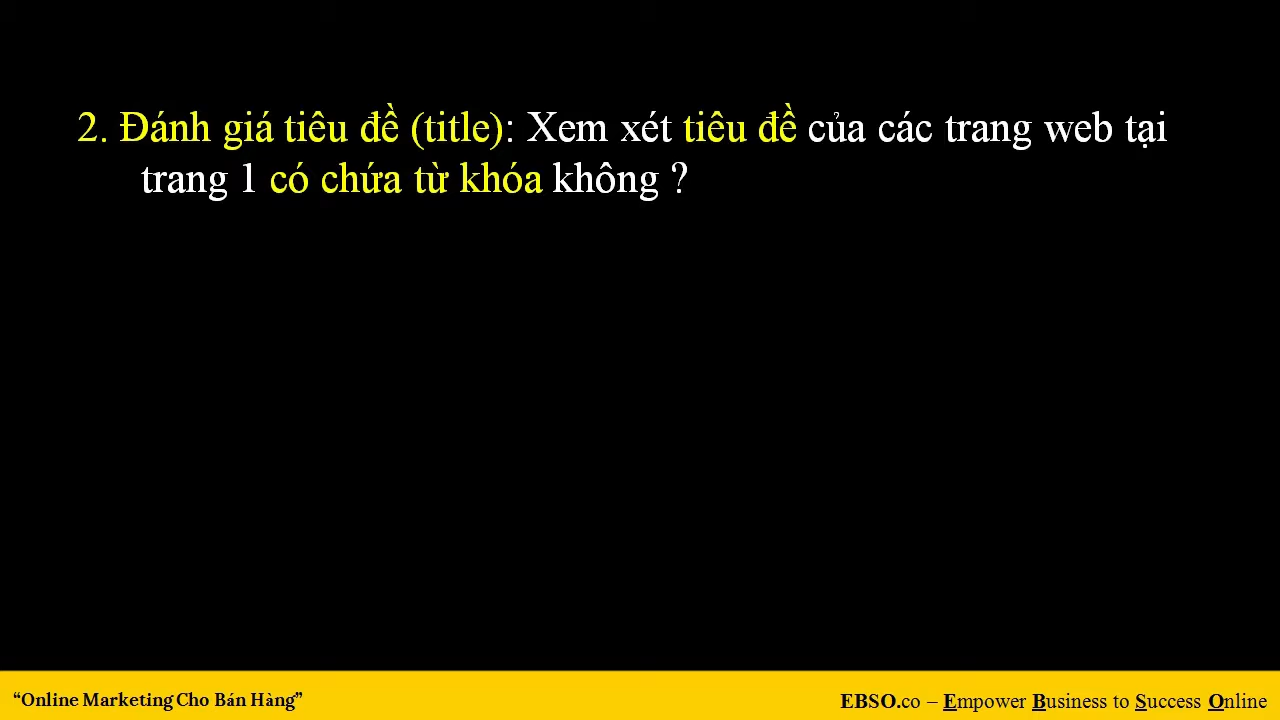 2. Đánh giá tiêu đề (title): Xem xét tiêu đề của các trang web tại
trang 1 có chứa từ khóa không ?
“Online Marketing Cho Bán Hàng”
EBSO.co – Empower Business to Success Online